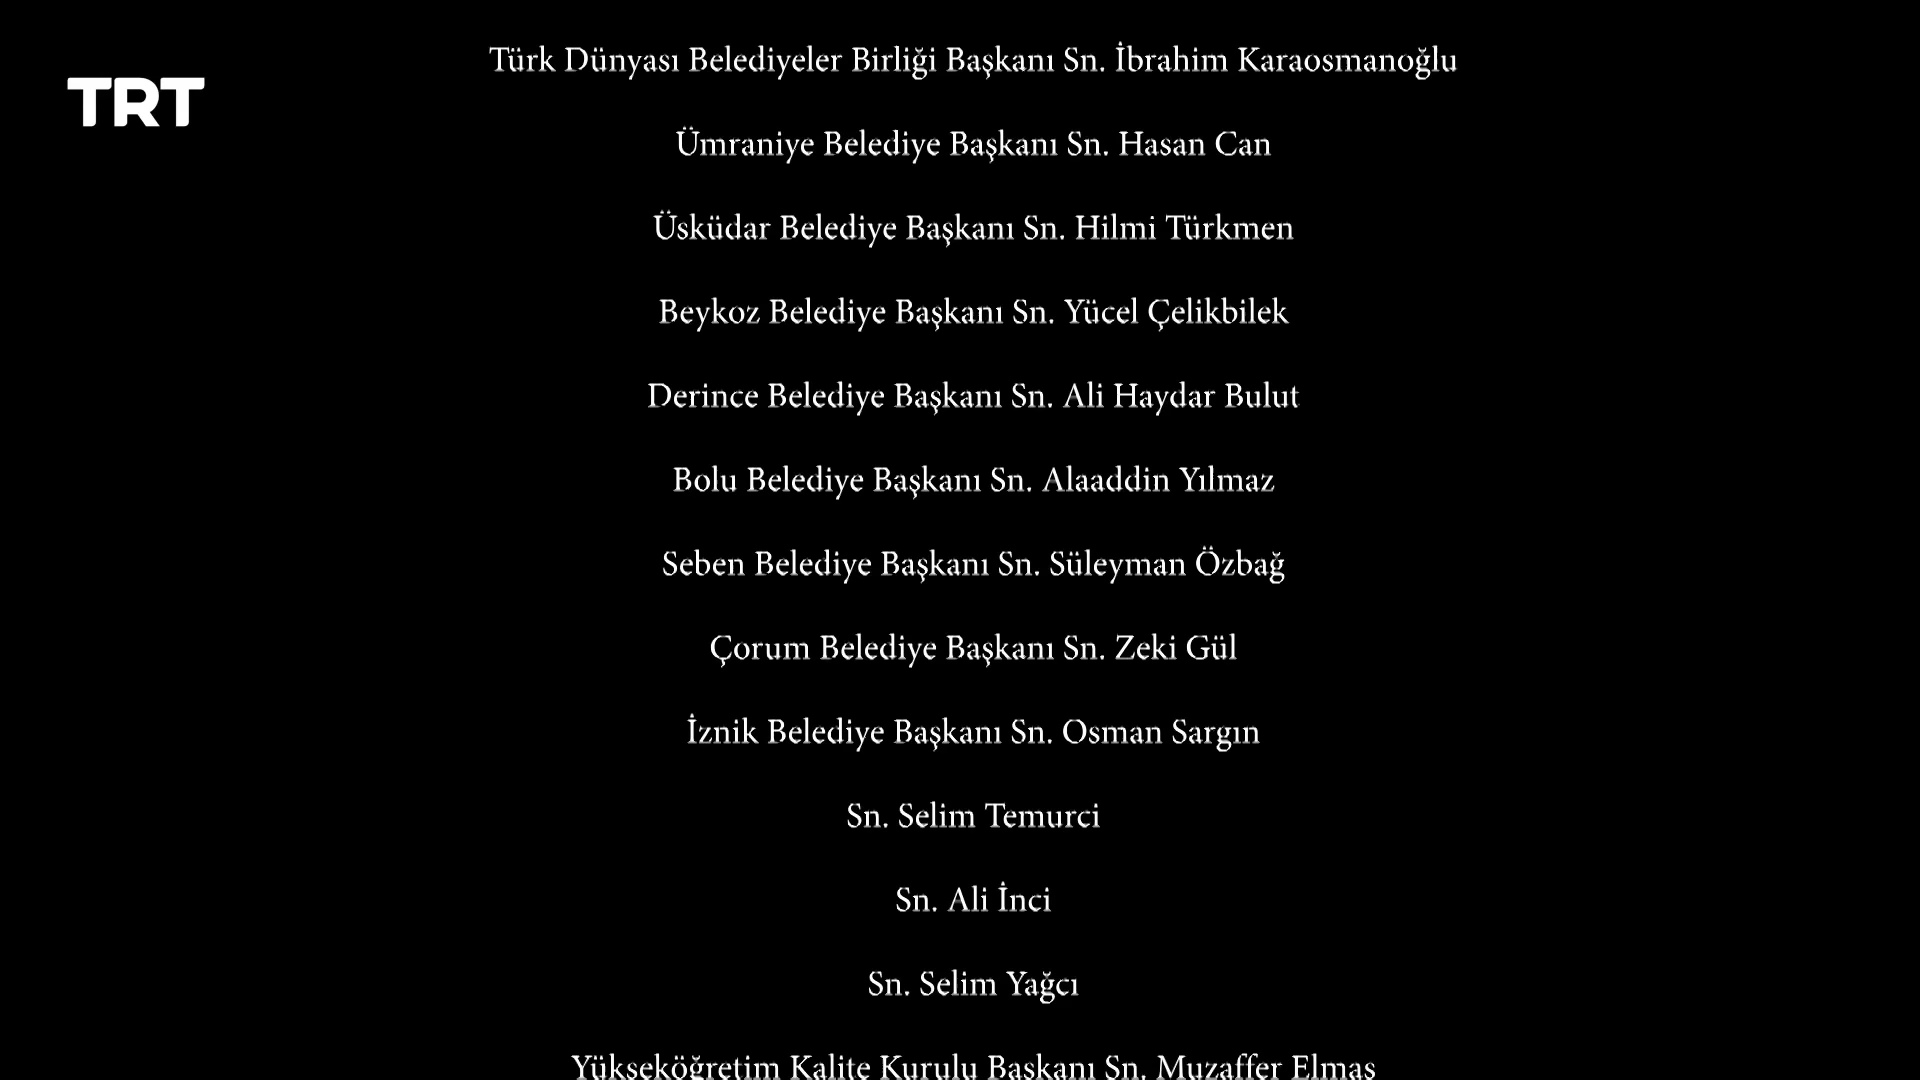 Türk Dünyası Belediyeler Birliği Başkanı Sn. İbrahim Karaosmanoğlu
TRT
Ümraniye Belediye Başkanı Sn. Hasan Can
Üsküdar Belediye Başkanı Sn. Hilmi Türkmen
Beykoz Belediye Başkanı Sn. Yücel Çelikbilek
Derince Belediye Başkanı Sn. Ali Haydar Bulut
Bolu Belediye Başkanı Sn. Alaaddin Yılmaz
Seben Belediye Başkanı Sn. Süleyman Özbağ
Çorum Belediye Başkanı Sn. Zeki Gül
İznik Belediye Başkanı Sn. Osman Sargın
Sn. Selim Temurci
Sn. Ali İnci
Sn. Selim Yağcı
Yükseköğretim Kalite Kurulu Başkanı Sn. Muzaffer Elmas